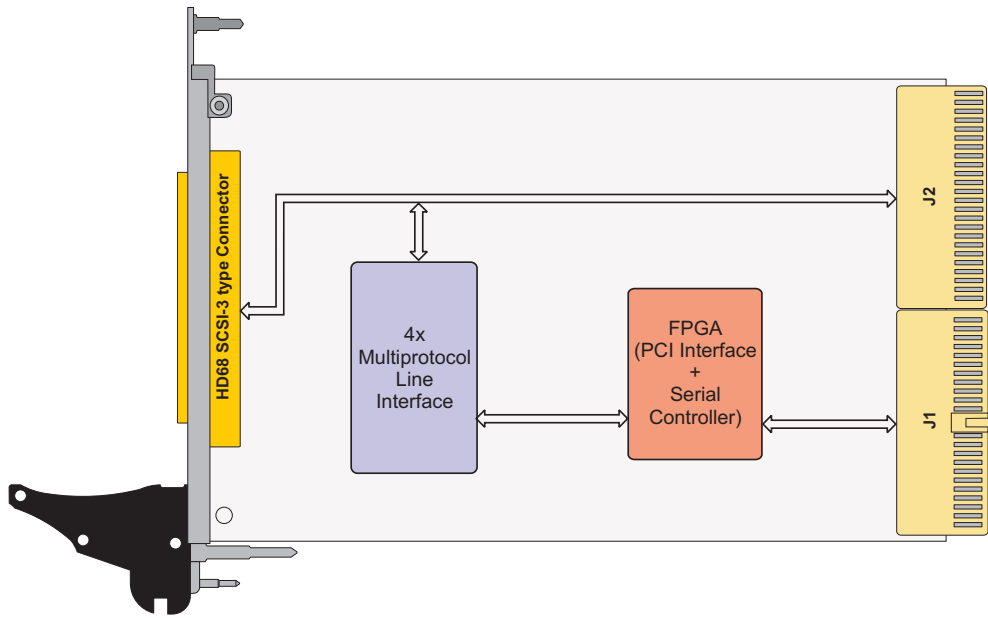 HD68 SCSI-3 type Connector
4x
Multiprotocol
Line
Interface
FPGA
(PCI Interface
+
Serial
Controller)
J2
J1